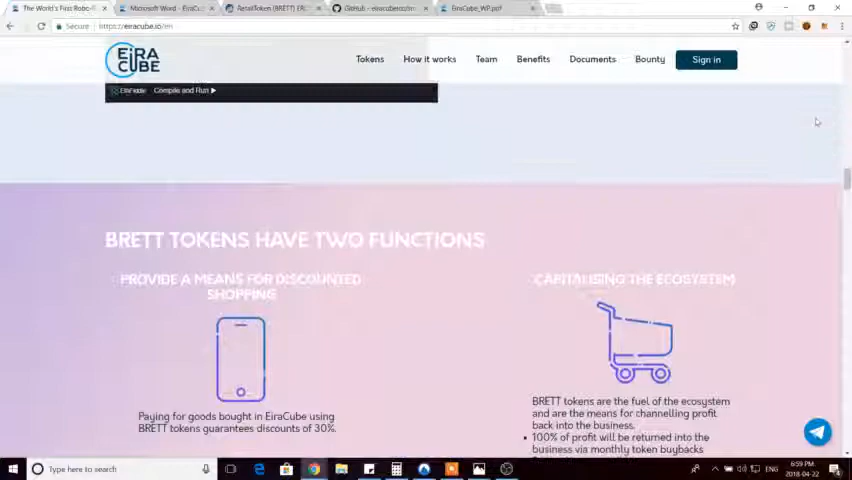 The World's First Robo-F
Microsoft Word - EiraCu
RetailToken (BRETT) ER
GitHub - eiracubeco/sm
EiraCube_WP.pdf
Secure
https://eiracube.io/en
EiRA
CUBE
Tokens
How it works
Team
Benefits
Documents
Bounty
Sign in
Compile and Run
BRETT TOKENS HAVE TWO FUNCTIONS
PROVIDE A MEANS FOR DISCOUNTED
SHOPPING
Paying for goods bought in EiraCube using
BRETT tokens guarantees discounts of 30%.
CAPITALISING THE ECOSYSTEM
BRETT tokens are the fuel of the ecosystem
and are the means for channelling profit
back into the business.
100% of profit will be returned into the
business via monthly token buybacks
Type here to search
ENG
6:59 PM
2018-04-22